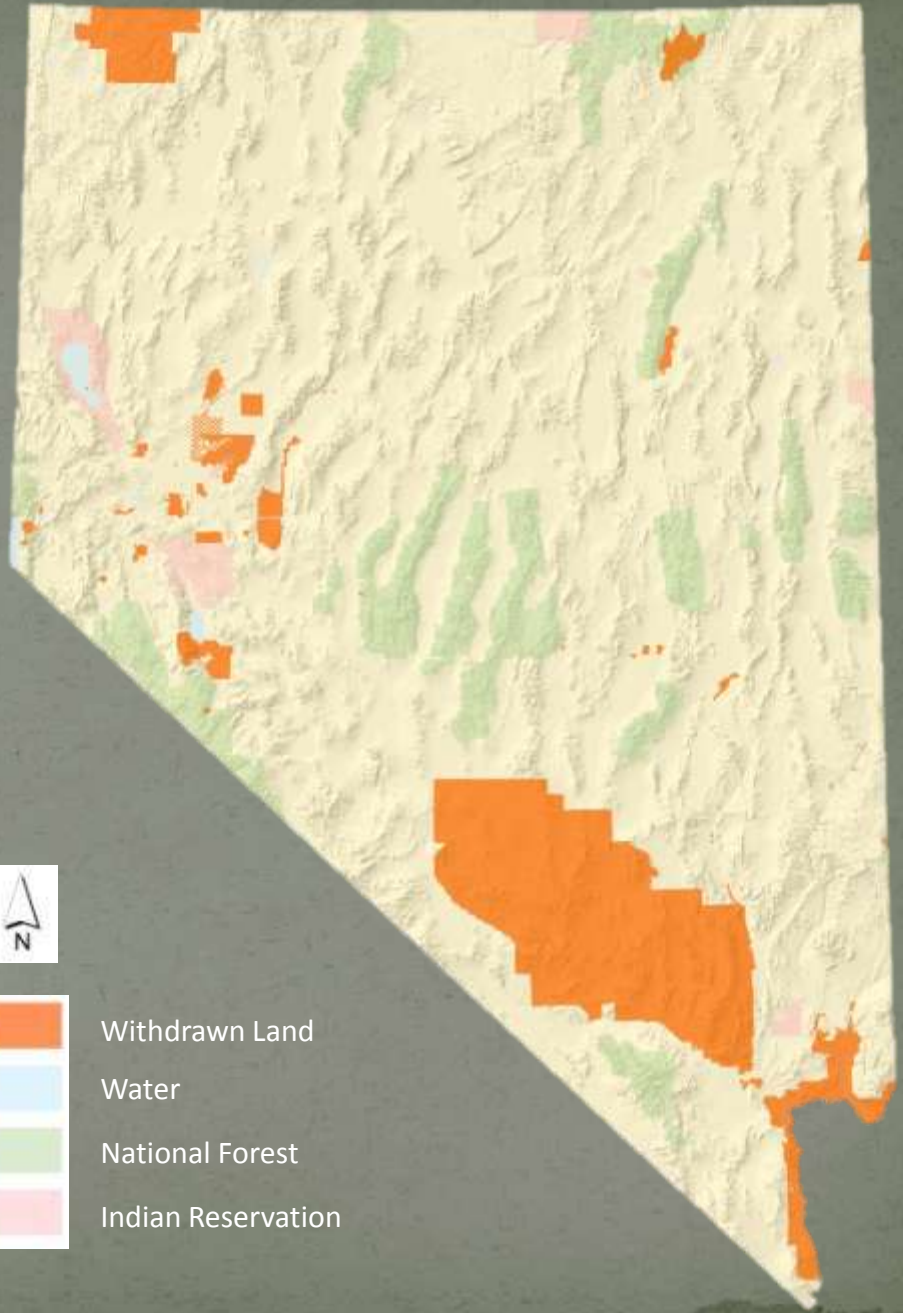 N
Withdrawn Land
Water
National Forest
Indian Reservation